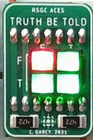 RSGC ACES
TRUTH BE TOLD
F
T
C. DARCY, 2021